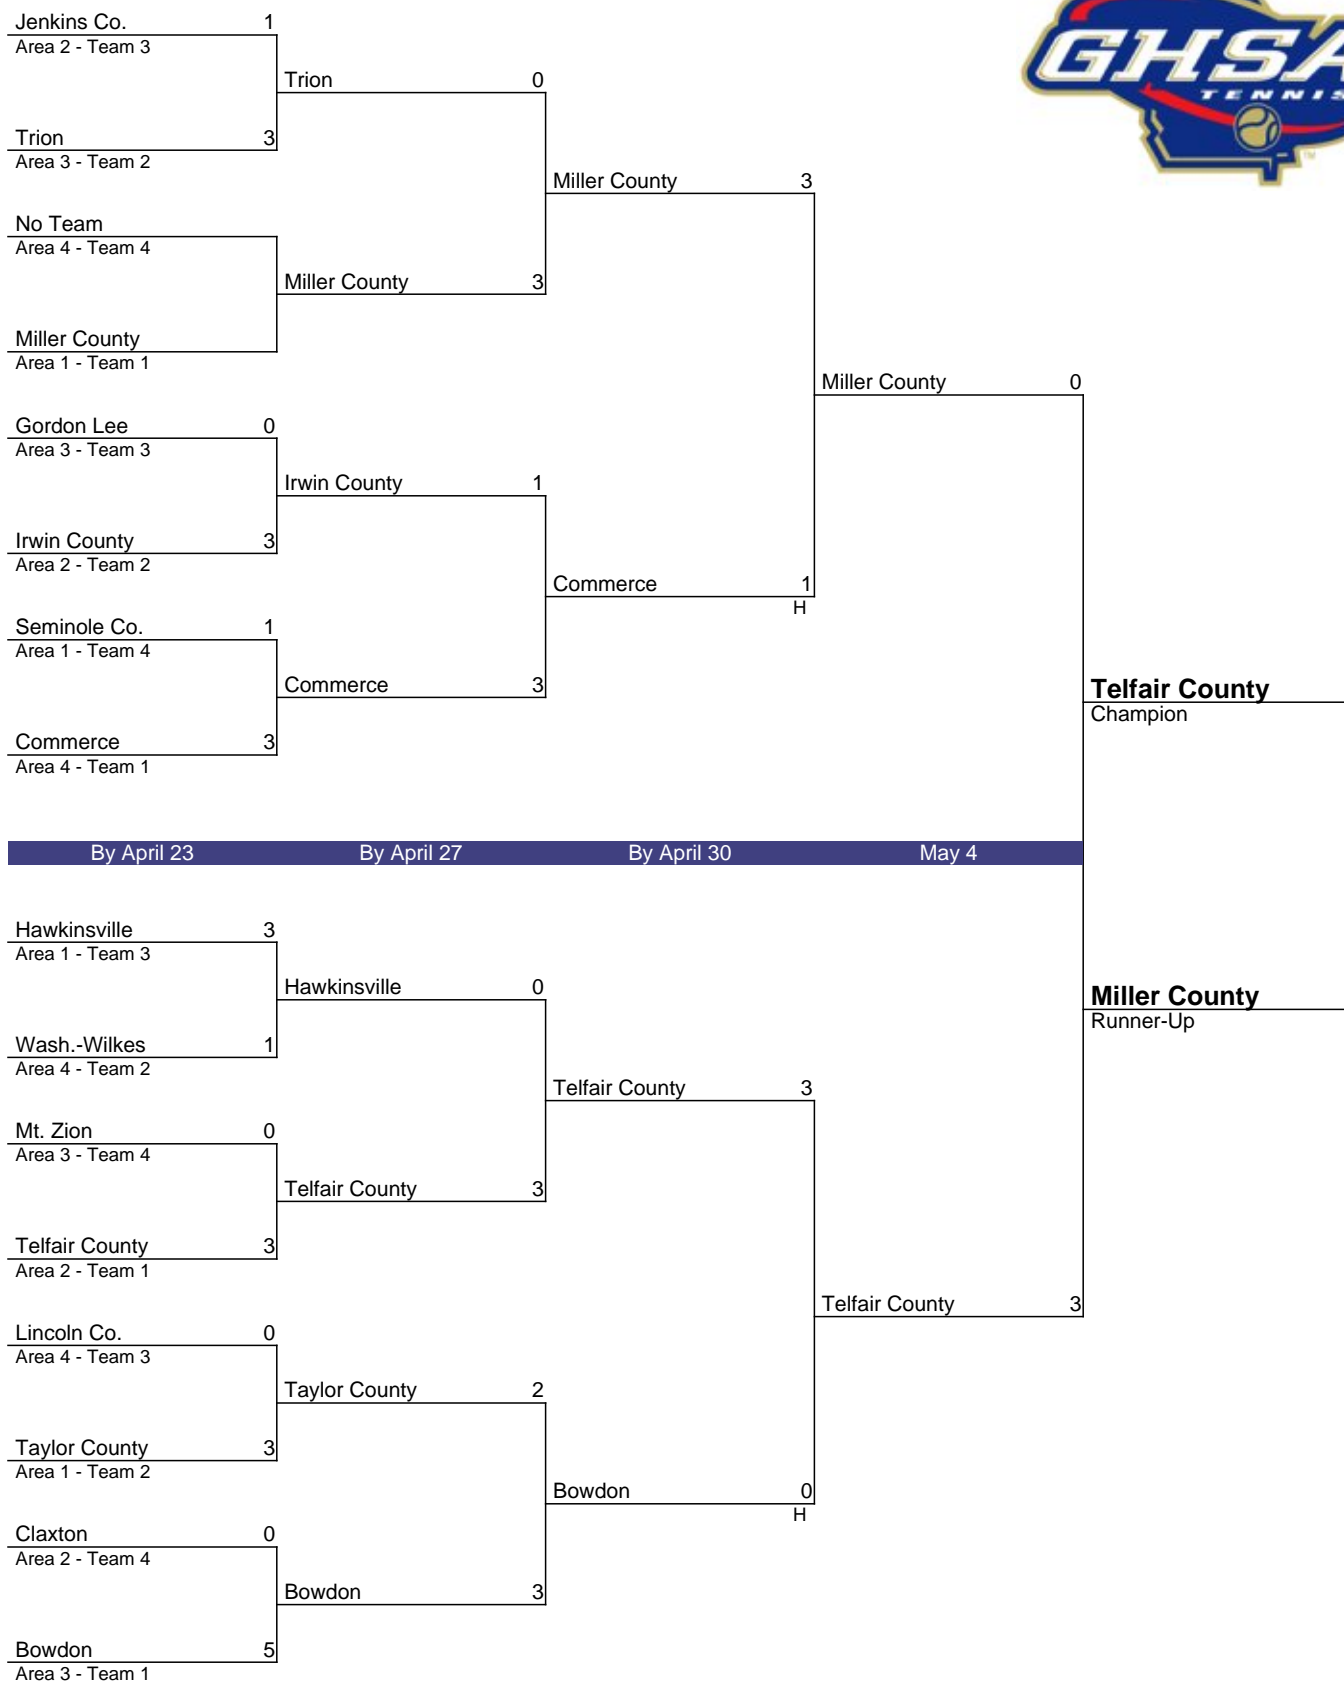 Jenkins Co. 1
Area 2 - Team 3
Trion 0
Trion 3
Area 3 - Team 2
Miller County 3
No Team
Area 4 - Team 4
Miller County 3
Miller County
Area 1 - Team 1
Miller County 0
Gordon Lee 0
Area 3 - Team 3
Irwin County 1
Irwin County 3
Area 2 - Team 2
Commerce 1
H
Seminole Co. 1
Area 1 - Team 4
Commerce 3
Commerce 3
Area 4 - Team 1
GHSA
TENNIS
TM
Telfair County
Champion
By April 23 By April 27 By April 30 May 4
Hawkinsville 3
Area 1 - Team 3
Hawkinsville 0
Wash.-Wilkes 1
Area 4 - Team 2
Telfair County 3
Mt. Zion 0
Area 3 - Team 4
Telfair County 3
Telfair County 3
Area 2 - Team 1
Telfair County 3
Lincoln Co. 0
Area 4 - Team 3
Taylor County 2
Taylor County 3
Area 1 - Team 2
Bowdon 0
H
Claxton 0
Area 2 - Team 4
Bowdon 3
Bowdon 5
Area 3 - Team 1
Miller County
Runner-Up